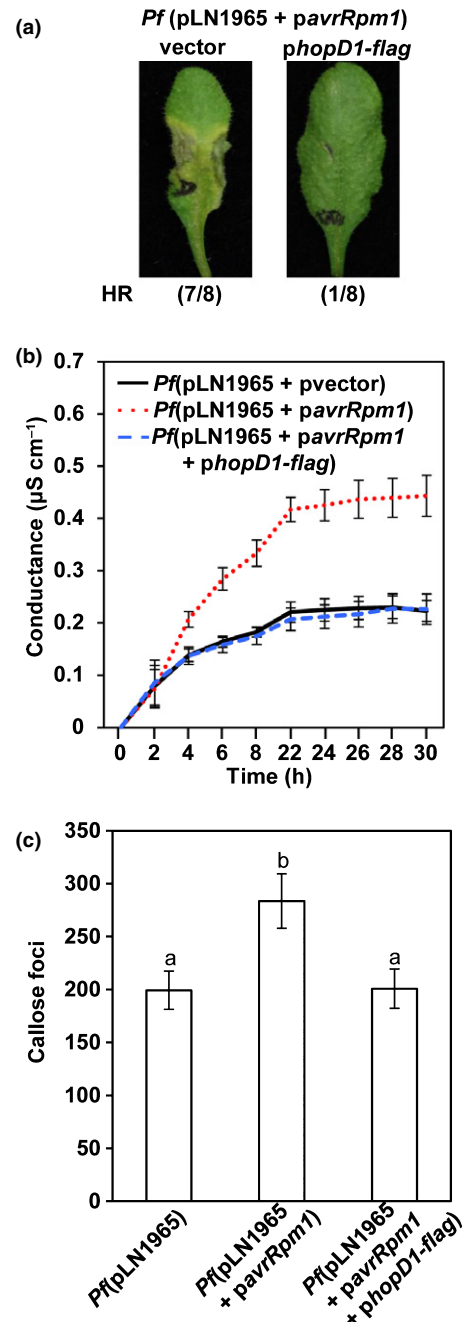 (a)
Pf (pLN1965 + pavrRpm1)
vector phopD1-flag
HR (7/8) (1/8)
(b)
0.7
0.6
0.5
0.4
0.3
0.2
0.1
0
Conductance (µS cm⁻¹)
Pf(pLN1965 + pvector)
Pf(pLN1965 + pavrRpm1)
Pf(pLN1965 + pavrRpm1
+ phopD1-flag)
0 2 4 6 8 22 24 26 28 30
Time (h)
(c)
350
300
250
200
150
100
50
0
Callose foci
a
b
a
Pf(pLN1965)
Pf(pLN1965
+ pavrRpm1)
Pf(pLN1965
+ pavrRpm1
+ phopD1-flag)